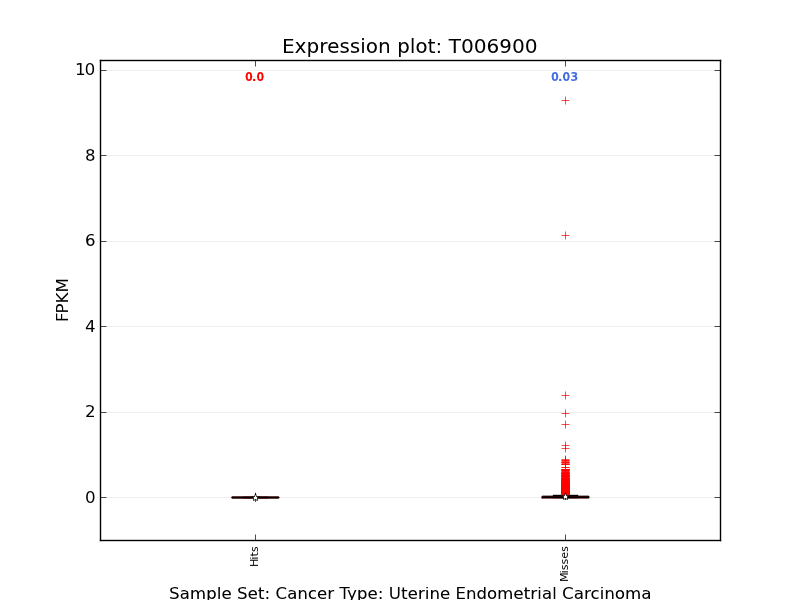 Expression plot: T006900
10
8
6
4
2
0
FPKM
0.0
0.03
Hits
Misses
Sample Set: Cancer Type: Uterine Endometrial Carcinoma